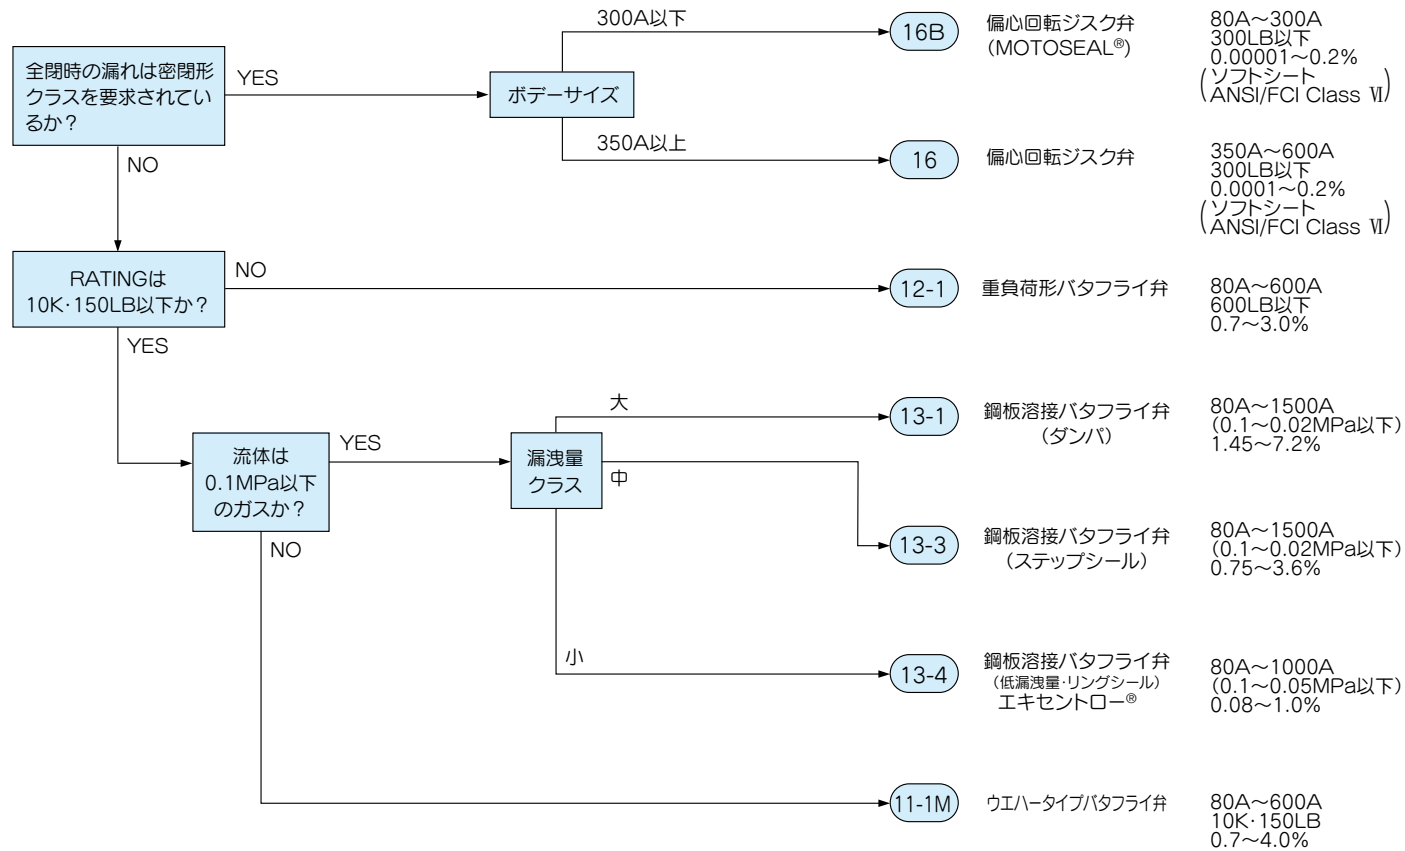 300A以下
16B
偏心回転ジスク弁
(MOTOSEAL®)
80A～300A
300LB以下
0.00001～0.2%
(ソフトシート
ANSI/FCI Class Ⅵ)
全閉時の漏れは密閉形
クラスを要求されてい
るか？
YES
ボデーサイズ
350A以上
16
偏心回転ジスク弁
350A～600A
300LB以下
0.0001～0.2%
(ソフトシート
ANSI/FCI Class Ⅵ)
NO
RATINGは
10K・150LB以下か？
NO
12-1
重負荷形バタフライ弁
80A～600A
600LB以下
0.7～3.0%
YES
大
13-1
鋼板溶接バタフライ弁
（ダンパ）
80A～1500A
(0.1～0.02MPa以下)
1.45～7.2%
流体は
0.1MPa以下
のガスか？
YES
漏洩量
クラス
中
13-3
鋼板溶接バタフライ弁
（ステップシール）
80A～1500A
(0.1～0.02MPa以下)
0.75～3.6%
NO
小
13-4
鋼板溶接バタフライ弁
（低漏洩量・リングシール）
エキセントロー®
80A～1000A
(0.1～0.05MPa以下)
0.08～1.0%
11-1M
ウエハータイプバタフライ弁
80A～600A
10K・150LB
0.7～4.0%